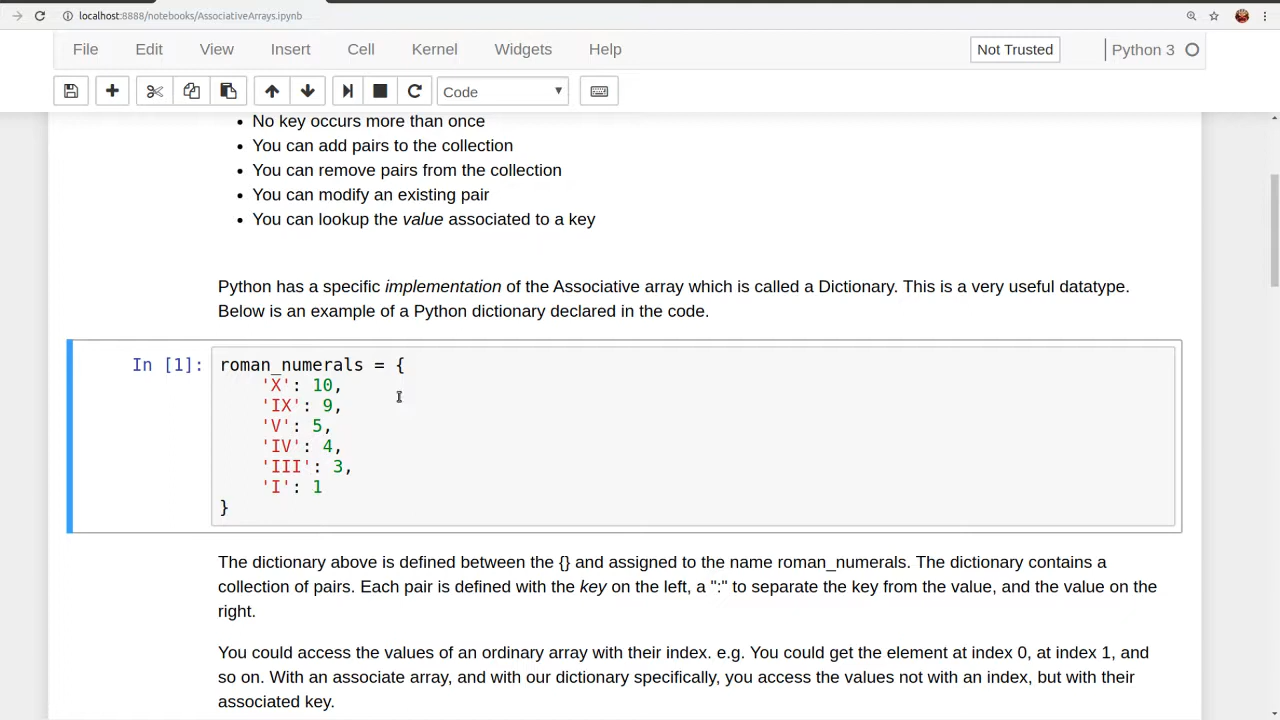 localhost:8888/notebooks/AssociativeArrays.ipynb
File Edit View Insert Cell Kernel Widgets Help Not Trusted Python 3
Code
• No key occurs more than once
• You can add pairs to the collection
• You can remove pairs from the collection
• You can modify an existing pair
• You can lookup the value associated to a key
Python has a specific implementation of the Associative array which is called a Dictionary. This is a very useful datatype.
Below is an example of a Python dictionary declared in the code.
In [1]: roman_numerals = {
'X': 10,
'IX': 9,
'V': 5,
'IV': 4,
'III': 3,
'I': 1
}
The dictionary above is defined between the {} and assigned to the name roman_numerals. The dictionary contains a
collection of pairs. Each pair is defined with the key on the left, a ":" to separate the key from the value, and the value on the
right.
You could access the values of an ordinary array with their index. e.g. You could get the element at index 0, at index 1, and
so on. With an associate array, and with our dictionary specifically, you access the values not with an index, but with their
associated key.